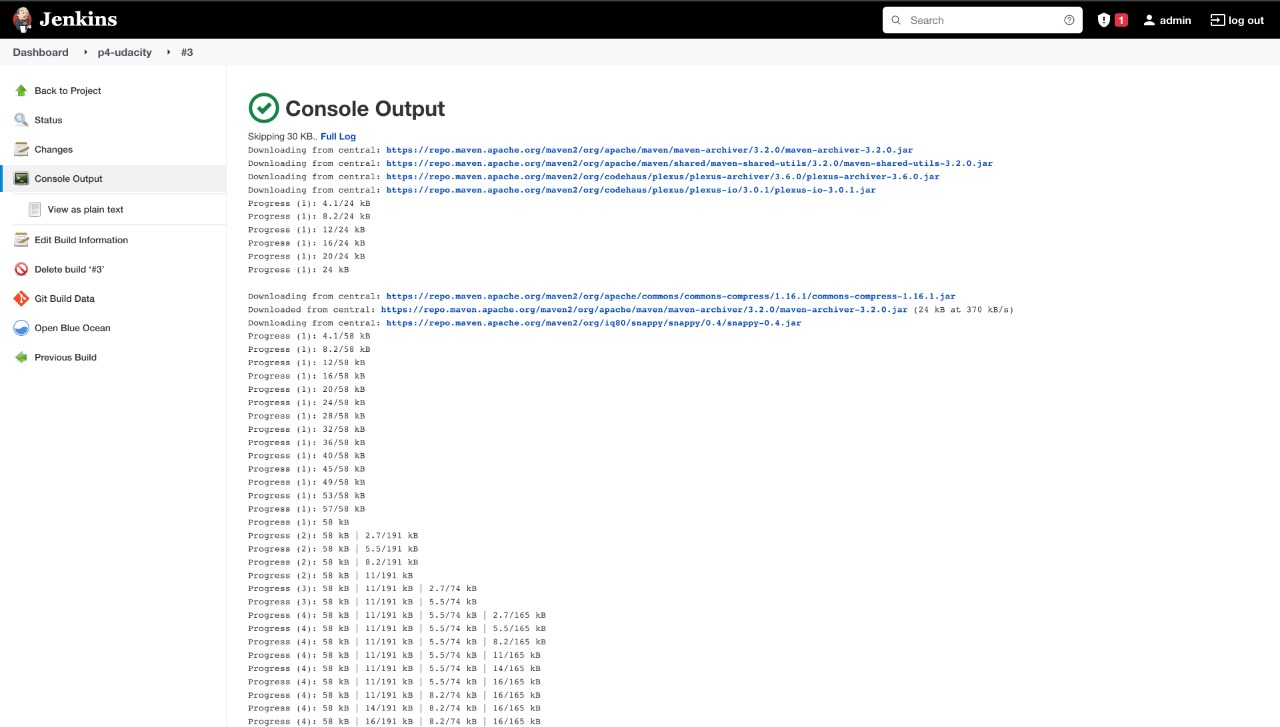 Jenkins
Search
1
admin
log out
Dashboard
p4-udacity
#3
Back to Project
Status
Changes
Console Output
View as plain text
Edit Build Information
Delete build ‘#3’
Git Build Data
Open Blue Ocean
Previous Build
Console Output
Skipping 30 KB.. Full Log
Downloading from central: https://repo.maven.apache.org/maven2/org/apache/maven/maven-archiver/3.2.0/maven-archiver-3.2.0.jar
Downloading from central: https://repo.maven.apache.org/maven2/org/apache/maven/shared/maven-shared-utils/3.2.0/maven-shared-utils-3.2.0.jar
Downloading from central: https://repo.maven.apache.org/maven2/org/codehaus/plexus/plexus-archiver/3.6.0/plexus-archiver-3.6.0.jar
Downloading from central: https://repo.maven.apache.org/maven2/org/codehaus/plexus/plexus-io/3.0.1/plexus-io-3.0.1.jar
Progress (1): 4.1/24 kB
Progress (1): 8.2/24 kB
Progress (1): 12/24 kB
Progress (1): 16/24 kB
Progress (1): 20/24 kB
Progress (1): 24 kB
Downloading from central: https://repo.maven.apache.org/maven2/org/apache/commons/commons-compress/1.16.1/commons-compress-1.16.1.jar
Downloaded from central: https://repo.maven.apache.org/maven2/org/apache/maven/maven-archiver/3.2.0/maven-archiver-3.2.0.jar (24 kB at 370 kB/s)
Downloading from central: https://repo.maven.apache.org/maven2/org/iq80/snappy/snappy/0.4/snappy-0.4.jar
Progress (1): 4.1/58 kB
Progress (1): 8.2/58 kB
Progress (1): 12/58 kB
Progress (1): 16/58 kB
Progress (1): 20/58 kB
Progress (1): 24/58 kB
Progress (1): 28/58 kB
Progress (1): 32/58 kB
Progress (1): 36/58 kB
Progress (1): 40/58 kB
Progress (1): 45/58 kB
Progress (1): 49/58 kB
Progress (1): 53/58 kB
Progress (1): 57/58 kB
Progress (1): 58 kB
Progress (2): 58 kB | 2.7/191 kB
Progress (2): 58 kB | 5.5/191 kB
Progress (2): 58 kB | 8.2/191 kB
Progress (2): 58 kB | 11/191 kB
Progress (3): 58 kB | 11/191 kB | 2.7/74 kB
Progress (3): 58 kB | 11/191 kB | 5.5/74 kB
Progress (4): 58 kB | 11/191 kB | 5.5/74 kB | 2.7/165 kB
Progress (4): 58 kB | 11/191 kB | 5.5/74 kB | 5.5/165 kB
Progress (4): 58 kB | 11/191 kB | 5.5/74 kB | 8.2/165 kB
Progress (4): 58 kB | 11/191 kB | 5.5/74 kB | 11/165 kB
Progress (4): 58 kB | 11/191 kB | 5.5/74 kB | 14/165 kB
Progress (4): 58 kB | 11/191 kB | 5.5/74 kB | 16/165 kB
Progress (4): 58 kB | 11/191 kB | 8.2/74 kB | 16/165 kB
Progress (4): 58 kB | 14/191 kB | 8.2/74 kB | 16/165 kB
Progress (4): 58 kB | 16/191 kB | 8.2/74 kB | 16/165 kB